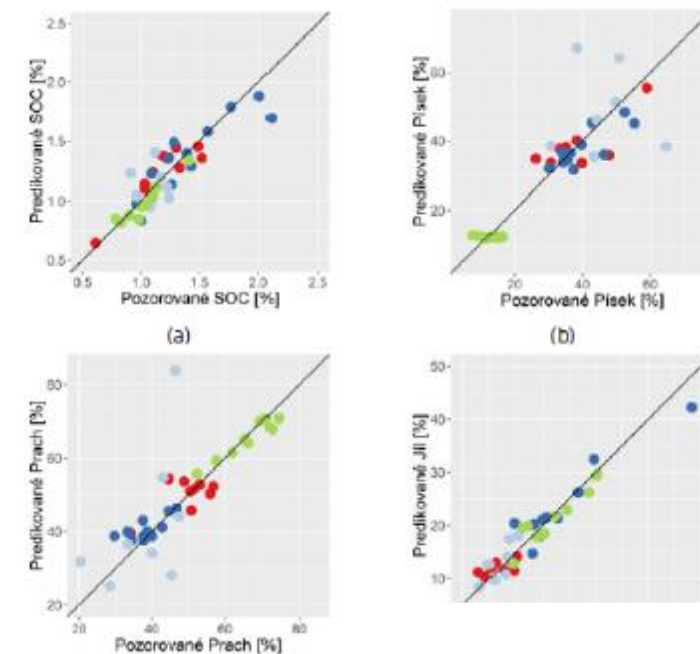 Predikované SOC [%]
2.5
2.0
1.5
1.0
0.5
0.5 1.0 1.5 2.0 2.5
Pozorované SOC [%]
(a)
Predikované Písek [%]
60
40
20
20 40 60
Pozorované Písek [%]
(b)
Predikované Prach [%]
80
60
40
20
20 40 60 80
Pozorované Prach [%]
Predikované Jíl [%]
50
40
30
20
10